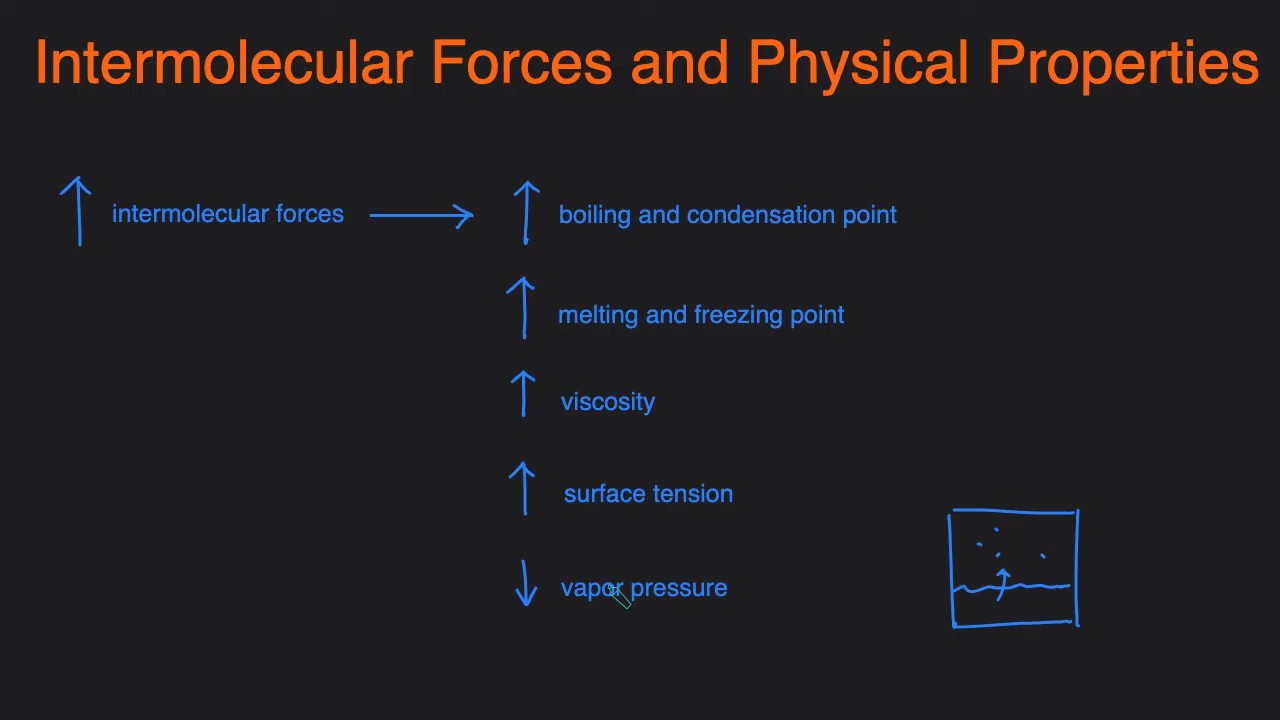 Intermolecular Forces and Physical Properties
intermolecular forces
boiling and condensation point
melting and freezing point
viscosity
surface tension
vapor pressure